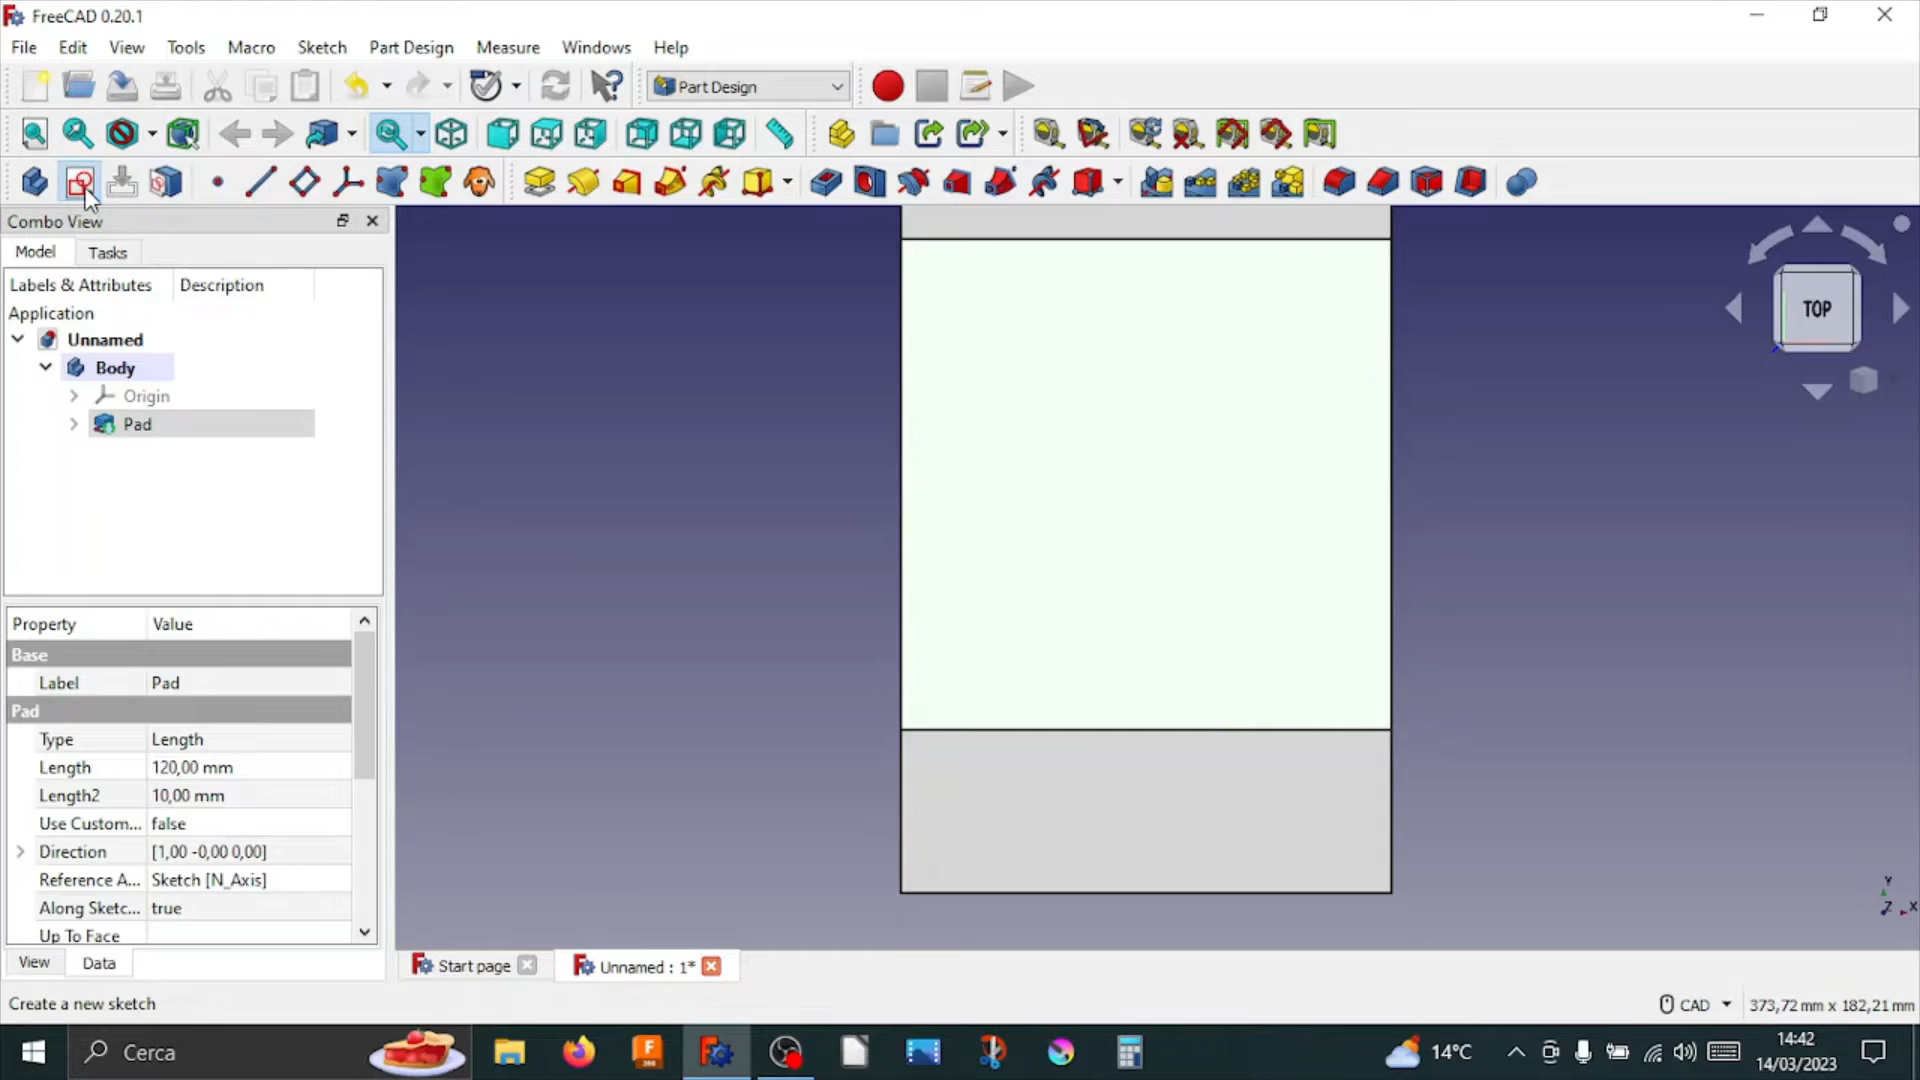 FreeCAD 0.20.1
File Edit View Tools Macro Sketch Part Design Measure Windows Help
Part Design
Combo View
Model Tasks
Labels & Attributes Description
Application
Unnamed
Body
Origin
Pad
TOP
Property Value
Base
Label Pad
Pad
Type Length
Length 120,00 mm
Length2 10,00 mm
Use Custom... false
Direction [1,00 -0,00 0,00]
Reference A... Sketch [N_Axis]
Along Sketc... true
Up To Face
Y
Z X
View Data
Start page Unnamed : 1*
Create a new sketch CAD 373,72 mm x 182,21 mm
Cerca 14°C 14:42
14/03/2023